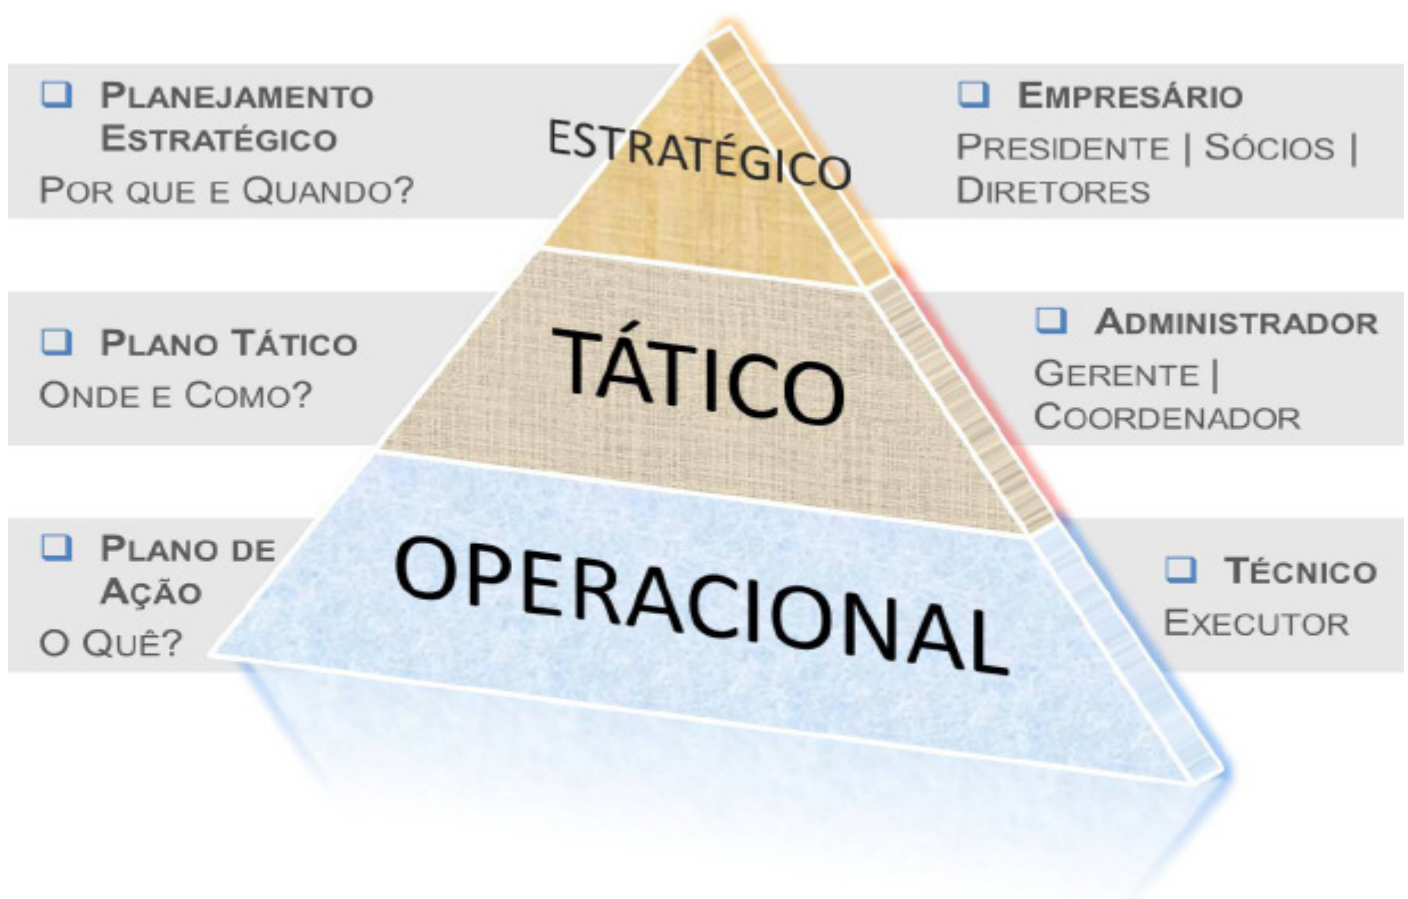 PLANEJAMENTO
ESTRATÉGICO
POR QUE E QUANDO?
ESTRATÉGICO
EMPRESÁRIO
PRESIDENTE | SÓCIOS |
DIRETORES
PLANO TÁTICO
ONDE E COMO?
TÁTICO
ADMINISTRADOR
GERENTE |
COORDENADOR
PLANO DE
AÇÃO
O QUÊ?
OPERACIONAL
TÉCNICO
EXECUTOR